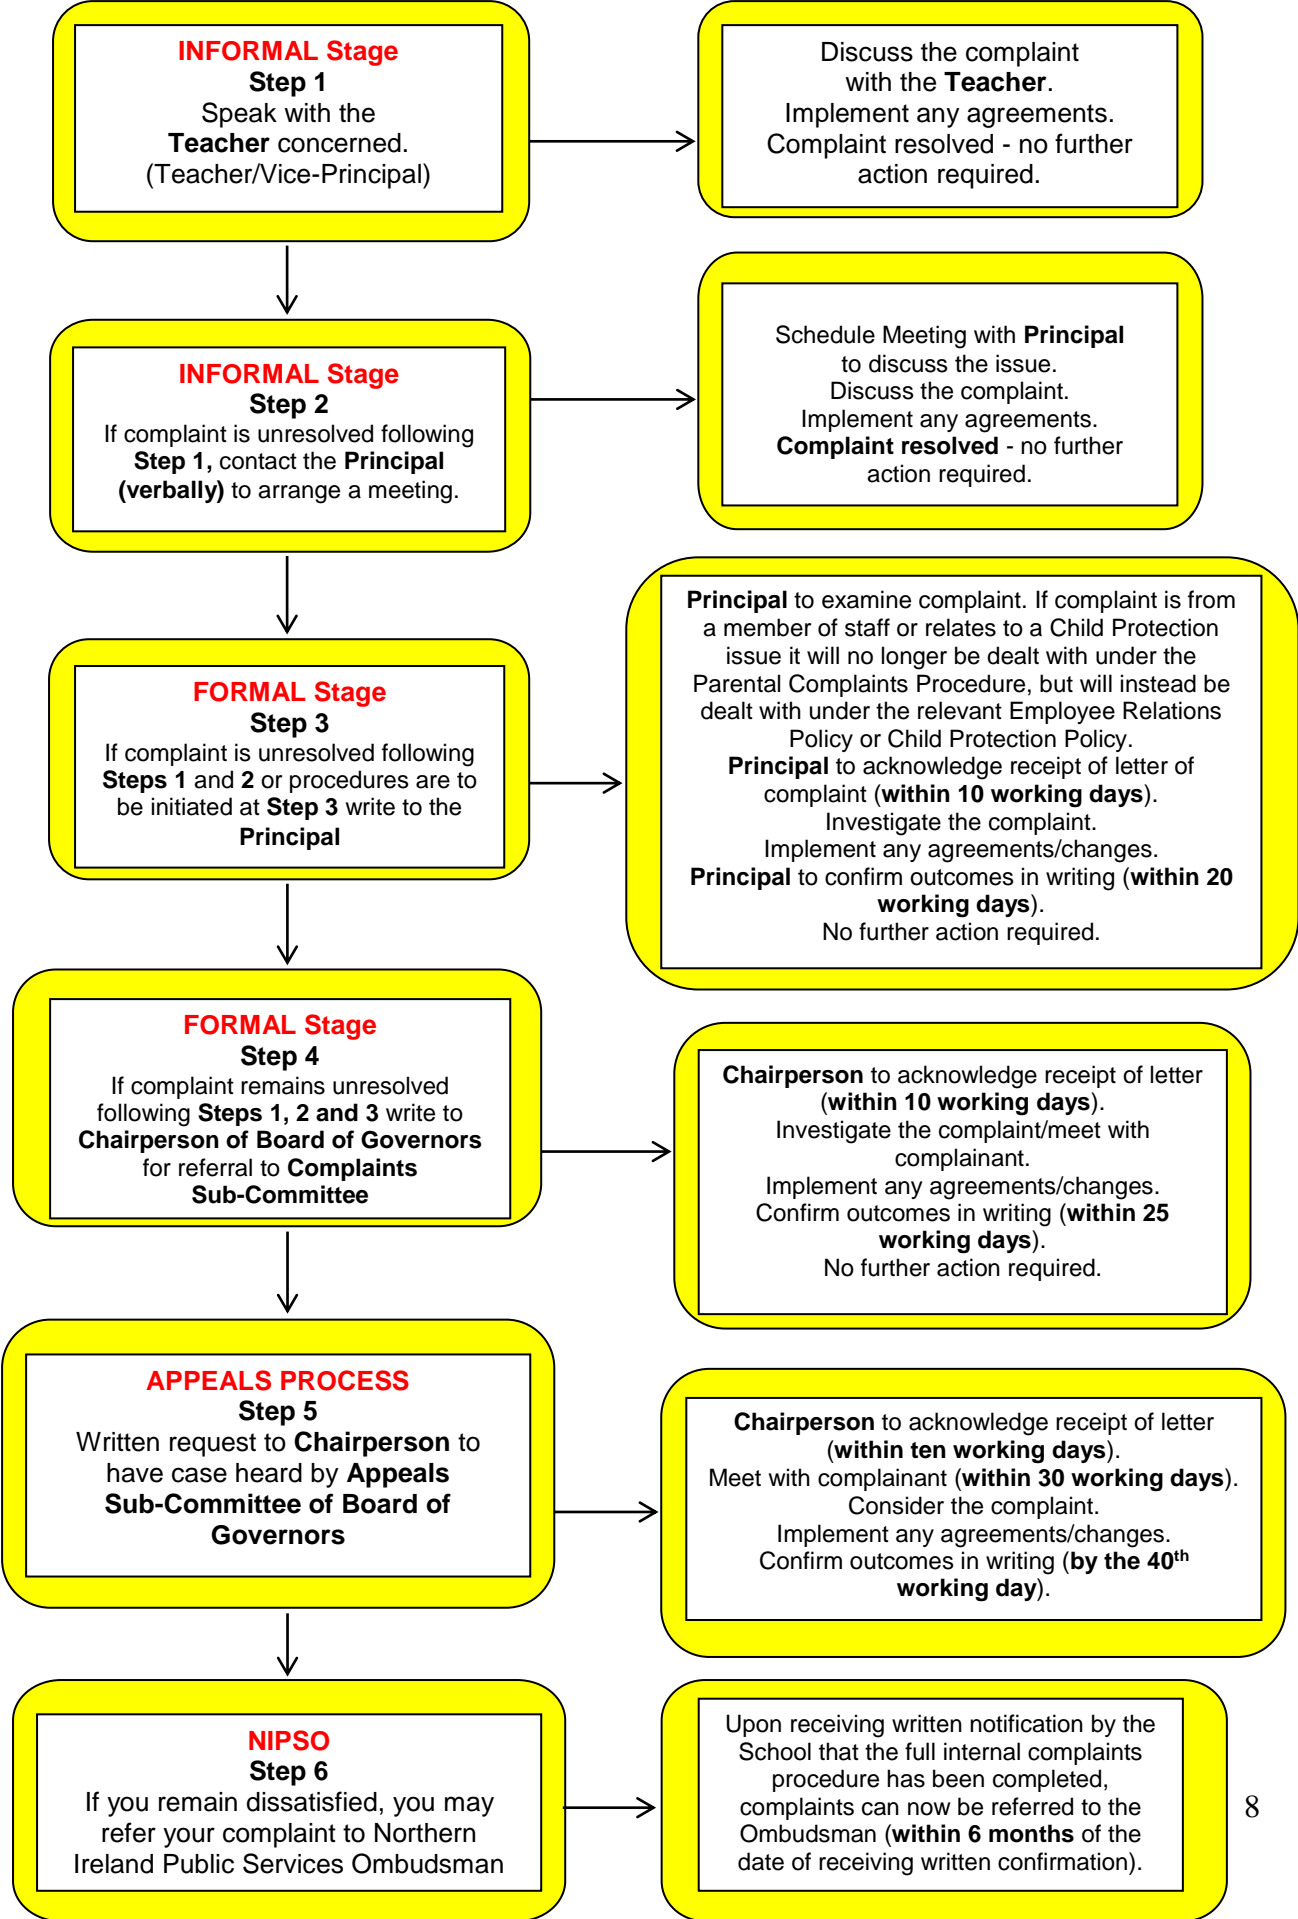 INFORMAL Stage
Step 1
Speak with the
Teacher concerned.
(Teacher/Vice-Principal)
Discuss the complaint
with the Teacher.
Implement any agreements.
Complaint resolved - no further
action required.
INFORMAL Stage
Step 2
If complaint is unresolved following
Step 1, contact the Principal
(verbally) to arrange a meeting.
Schedule Meeting with Principal
to discuss the issue.
Discuss the complaint.
Implement any agreements.
Complaint resolved - no further
action required.
FORMAL Stage
Step 3
If complaint is unresolved following
Steps 1 and 2 or procedures are to
be initiated at Step 3 write to the
Principal
Principal to examine complaint. If complaint is from
a member of staff or relates to a Child Protection
issue it will no longer be dealt with under the
Parental Complaints Procedure, but will instead be
dealt with under the relevant Employee Relations
Policy or Child Protection Policy.
Principal to acknowledge receipt of letter of
complaint (within 10 working days).
Investigate the complaint.
Implement any agreements/changes.
Principal to confirm outcomes in writing (within 20
working days).
No further action required.
FORMAL Stage
Step 4
If complaint remains unresolved
following Steps 1, 2 and 3 write to
Chairperson of Board of Governors
for referral to Complaints
Sub-Committee
Chairperson to acknowledge receipt of letter
(within 10 working days).
Investigate the complaint/meet with
complainant.
Implement any agreements/changes.
Confirm outcomes in writing (within 25
working days).
No further action required.
APPEALS PROCESS
Step 5
Written request to Chairperson to
have case heard by Appeals
Sub-Committee of Board of
Governors
Chairperson to acknowledge receipt of letter
(within ten working days).
Meet with complainant (within 30 working days).
Consider the complaint.
Implement any agreements/changes.
Confirm outcomes in writing (by the 40th
working day).
NIPSO
Step 6
If you remain dissatisfied, you may
refer your complaint to Northern
Ireland Public Services Ombudsman
Upon receiving written notification by the
School that the full internal complaints
procedure has been completed,
complaints can now be referred to the
Ombudsman (within 6 months of the
date of receiving written confirmation).
8